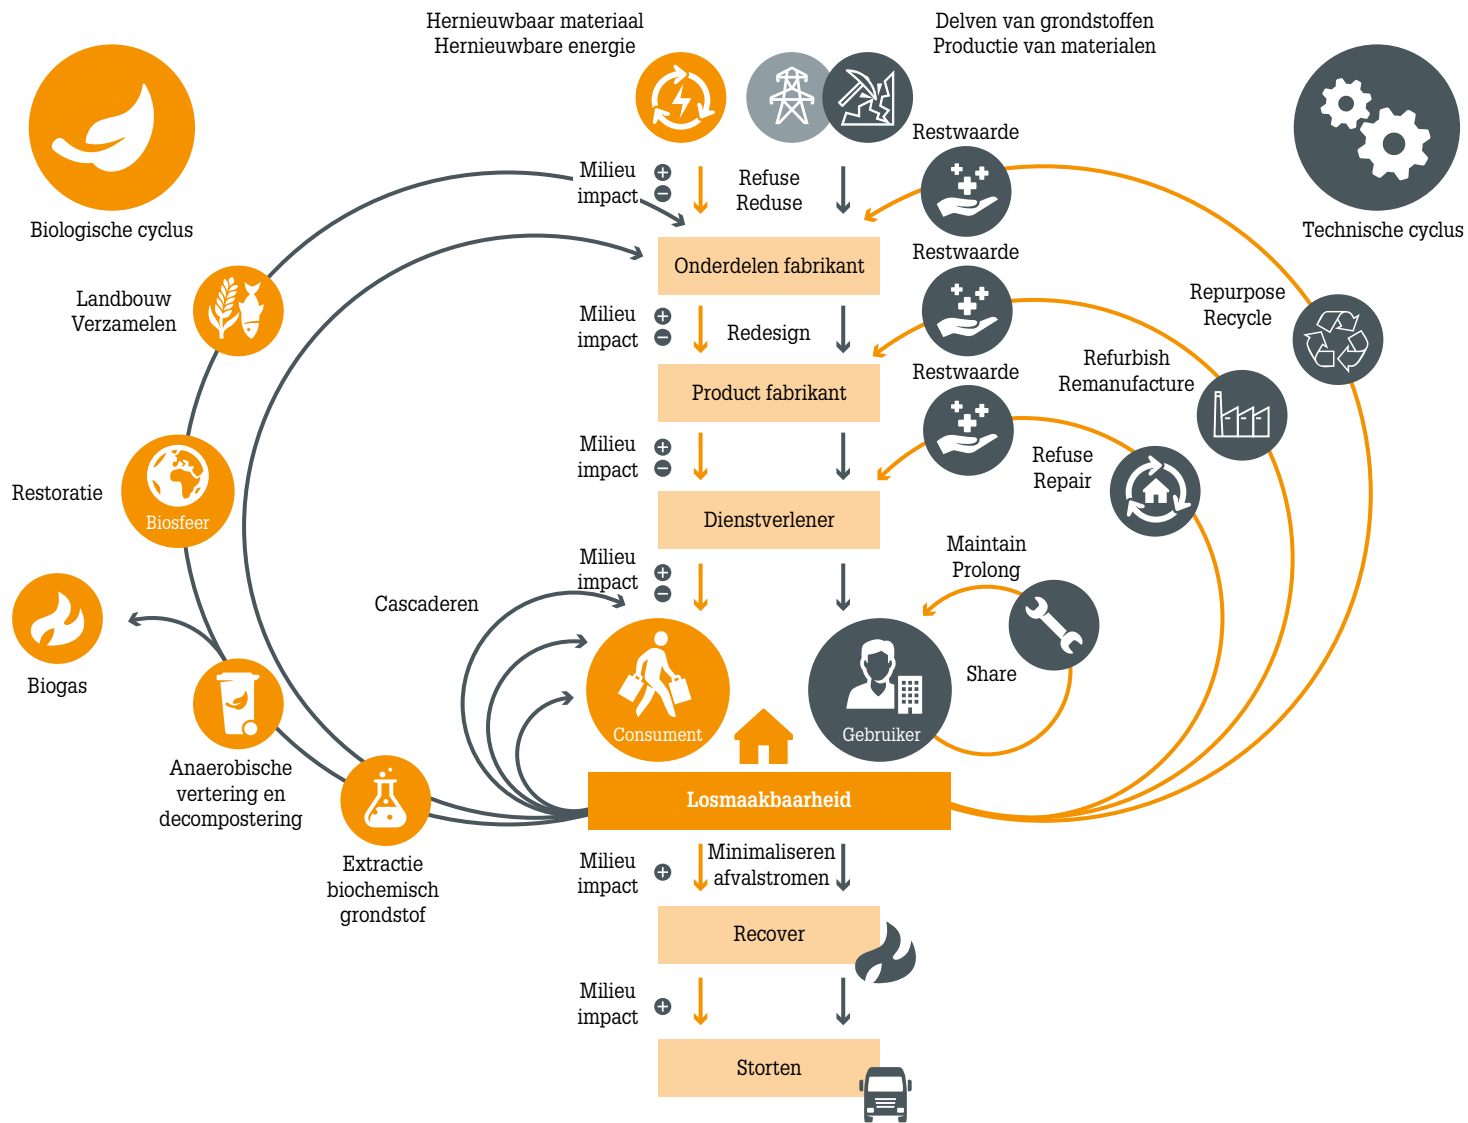 Hernieuwbaar materiaal
Hernieuwbare energie
Delven van grondstoffen
Productie van materialen
Biologische cyclus
Technische cyclus
Milieu
impact
Refuse
Reduse
Restwaarde
Onderdelen fabrikant
Restwaarde
Landbouw
Verzamelen
Milieu
impact
Redesign
Repurpose
Recycle
Product fabrikant
Restwaarde
Refurbish
Remanufacture
Milieu
impact
Refuse
Repair
Restoratie
Biosfeer
Dienstverlener
Milieu
impact
Maintain
Prolong
Cascaderen
Share
Biogas
Consument
Gebruiker
Anaerobische
vertering en
decompostering
Losmaakbaarheid
Extractie
biochemisch
grondstof
Milieu
impact
Minimaliseren
afvalstromen
Recover
Milieu
impact
Storten